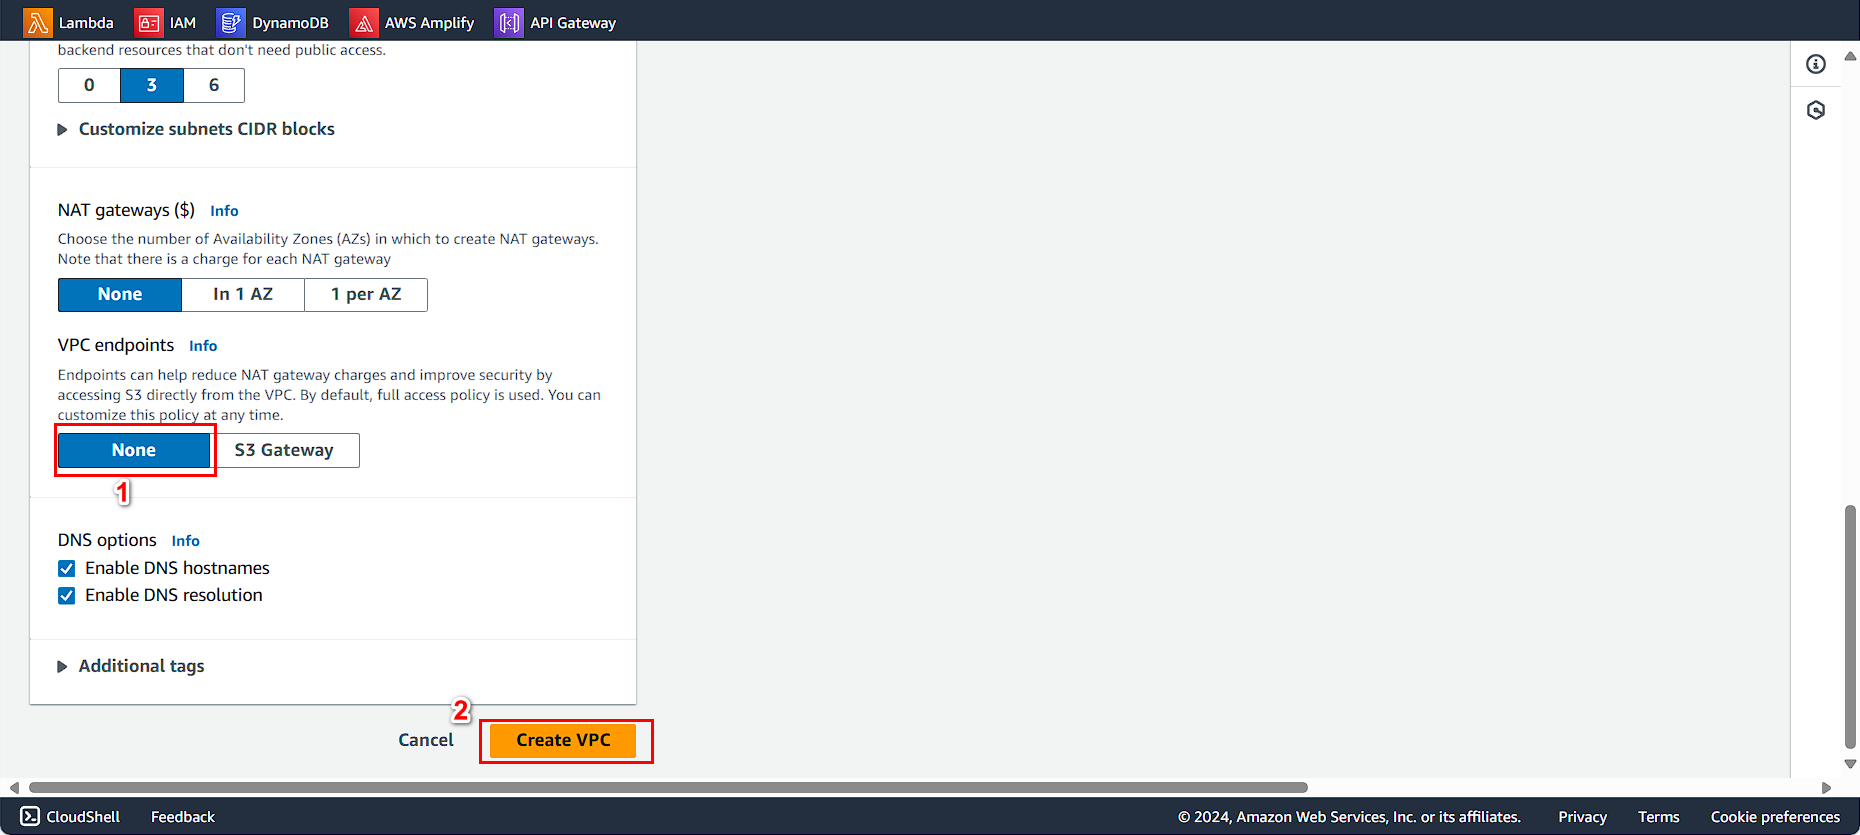 Lambda IAM DynamoDB AWS Amplify API Gateway
backend resources that don't need public access.
0 3 6
Customize subnets CIDR blocks
NAT gateways ($) Info
Choose the number of Availability Zones (AZs) in which to create NAT gateways.
Note that there is a charge for each NAT gateway
None In 1 AZ 1 per AZ
VPC endpoints Info
Endpoints can help reduce NAT gateway charges and improve security by
accessing S3 directly from the VPC. By default, full access policy is used. You can
customize this policy at any time.
None S3 Gateway
1
DNS options Info
Enable DNS hostnames
Enable DNS resolution
Additional tags
2
Cancel Create VPC
CloudShell Feedback © 2024, Amazon Web Services, Inc. or its affiliates. Privacy Terms Cookie preferences